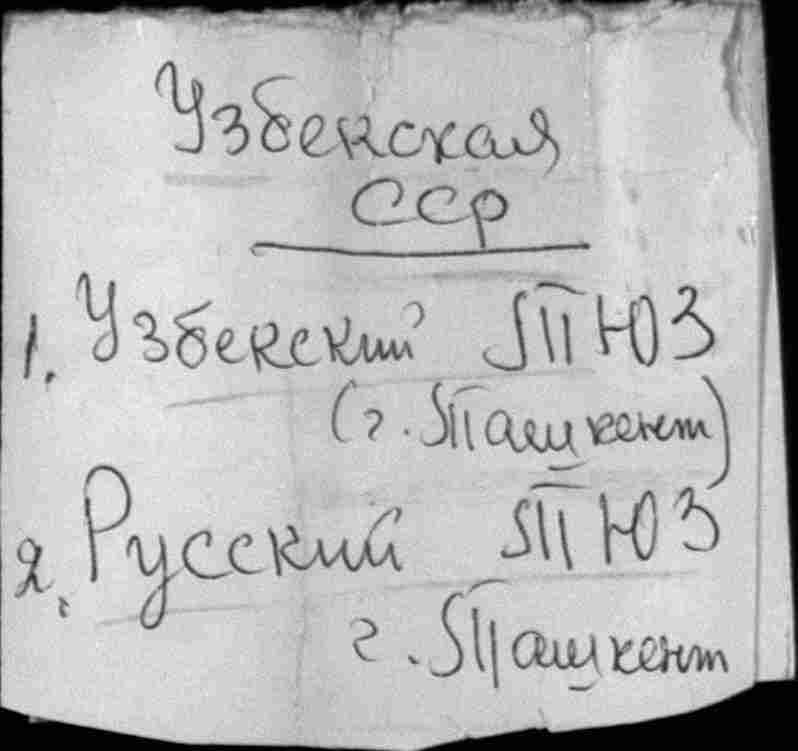 Узбекская
ССР
1. Узбекский ТЮЗ
(г. Ташкент)
2. Русский ТЮЗ
г. Ташкент